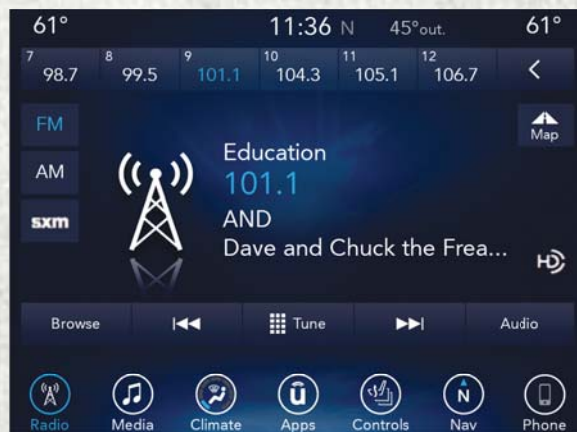 61° 11:36 N 45°out. 61°
7 98.7 8 99.5 9 101.1 10 104.3 11 105.1 12 106.7
FM
Map
Education
AM
101.1
sxm
AND
Dave and Chuck the Frea...
HD
Browse Tune Audio
Radio Media Climate Apps Controls Nav Phone
û N